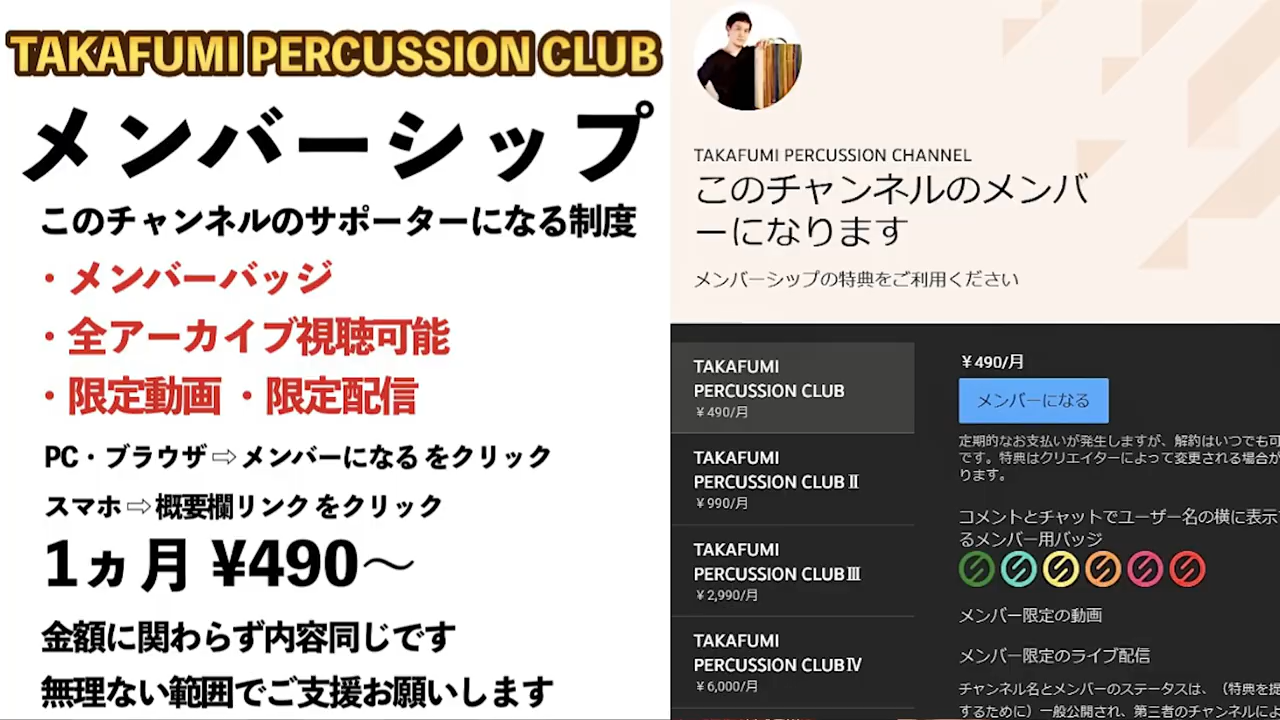 TAKAFUMI PERCUSSION CLUB
メンバーシップ
このチャンネルのサポーターになる制度
・メンバーバッジ
・全アーカイブ視聴可能
・限定動画 ・限定配信
PC・ブラウザ⇨メンバーになる をクリック
スマホ⇨概要欄リンク をクリック
1ヵ月 ¥490〜
金額に関わらず内容同じです
無理ない範囲でご支援お願いします
TAKAFUMI PERCUSSION CHANNEL
このチャンネルのメンバ
ーになります
メンバーシップの特典をご利用ください
TAKAFUMI
PERCUSSION CLUB
¥490/月
TAKAFUMI
PERCUSSION CLUBⅡ
¥990/月
TAKAFUMI
PERCUSSION CLUBⅢ
¥2,990/月
TAKAFUMI
PERCUSSION CLUBⅣ
¥6,000/月
¥490/月
メンバーになる
定期的なお支払いが発生しますが、解約はいつでも可
です。特典はクリエイターによって変更される場合が
ります。
コメントとチャットでユーザー名の横に表示
るメンバー用バッジ
メンバー限定の動画
メンバー限定のライブ配信
チャンネル名とメンバーのステータスは、（特典を提
するために）一般公開され、第三者のチャンネルによ